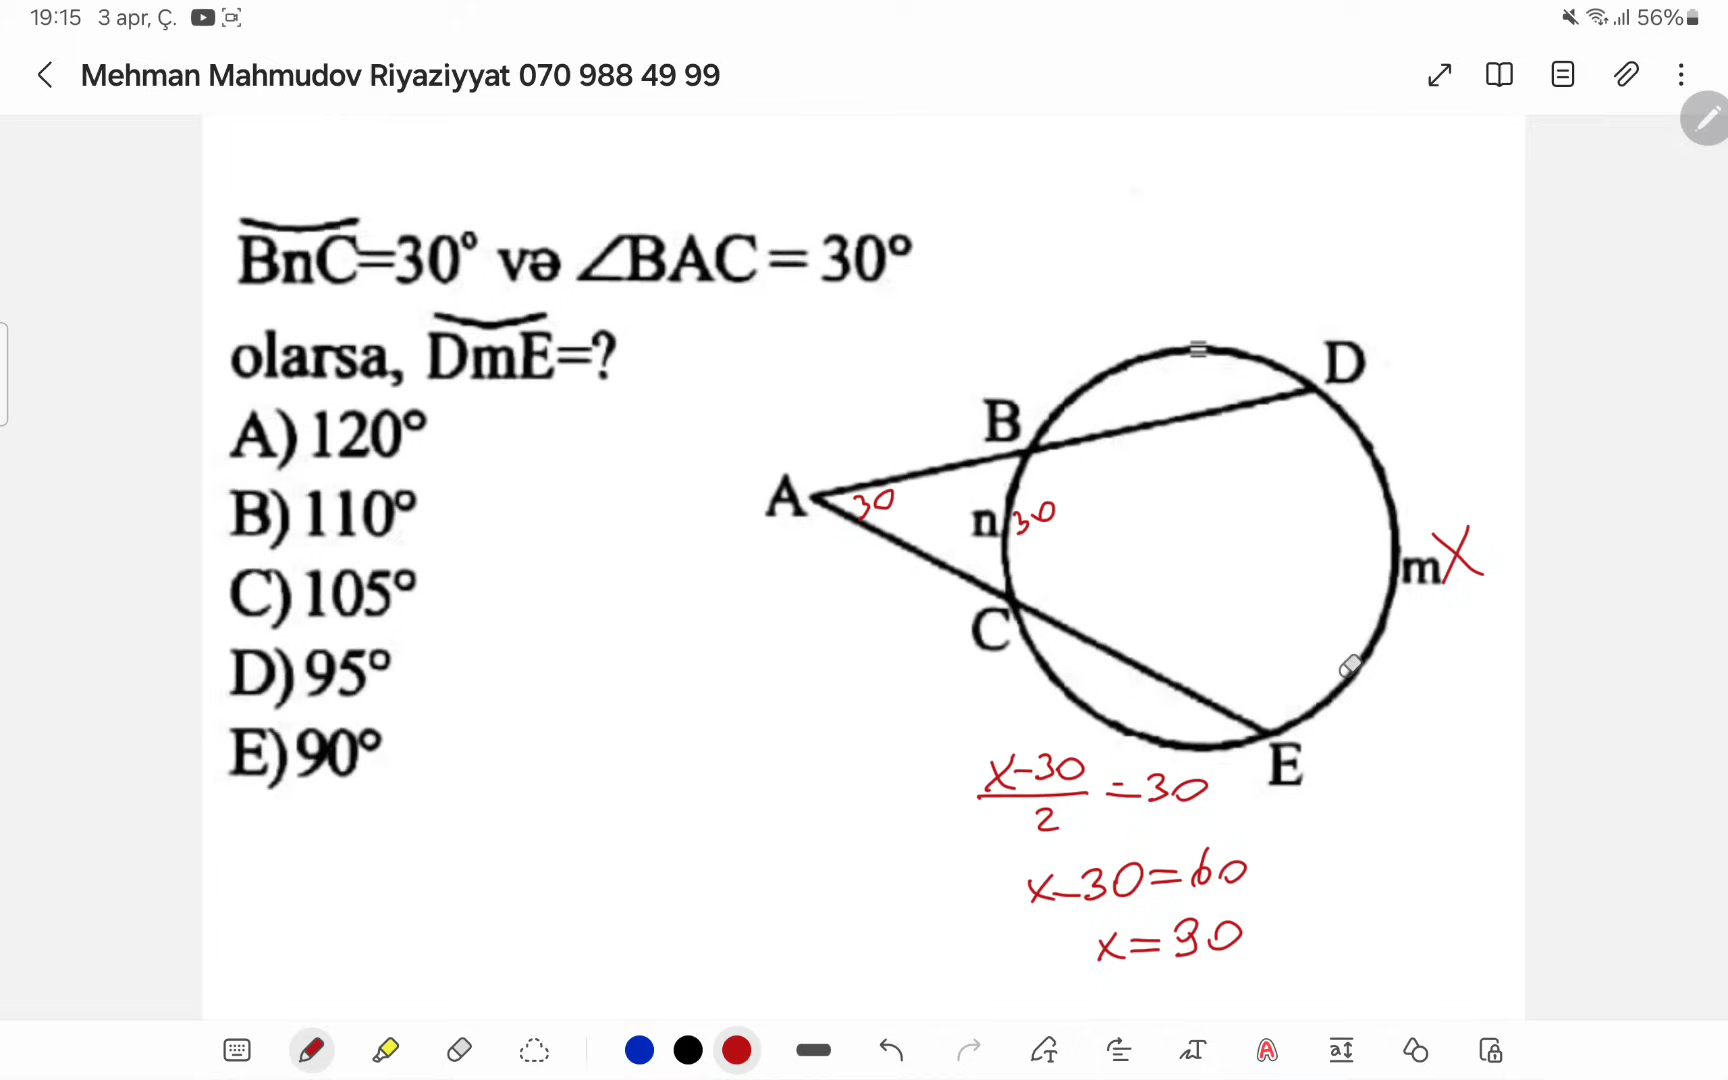 19:15 3 apr, Ç. 56%
Mehman Mahmudov Riyaziyyat 070 988 49 99
BnC=30° və ∠BAC = 30°
olarsa, DmE=?
A) 120°
B) 110°
C) 105°
D) 95°
E) 90°
D
B
A 30
n 30
m X
C
E
x-30/2 = 30
x-30=60
x=90